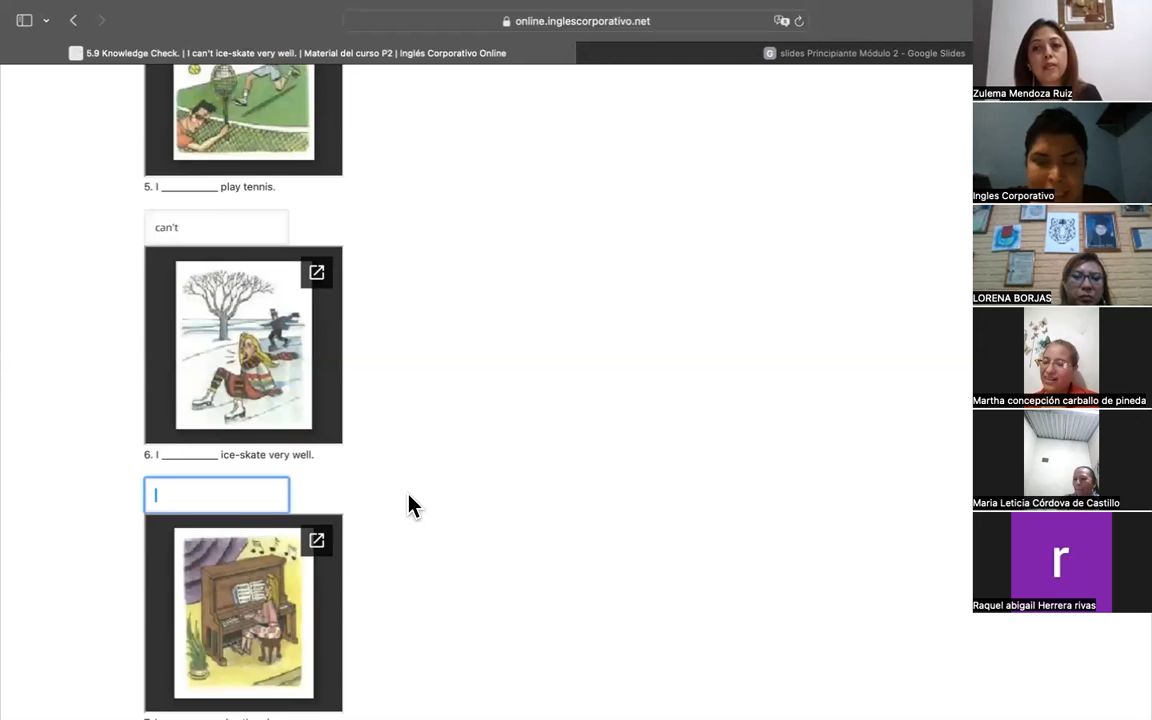 online.inglescorporativo.net
5.9 Knowledge Check. | I can't ice-skate very well. | Material del curso P2 | Inglés Corporativo Online
G slides Principiante Módulo 2 - Google Slides
5. I __________ play tennis.
can't
6. I __________ ice-skate very well.
Zulema Mendoza Ruiz
Ingles Corporativo
LORENA BORJAS
Martha concepción carballo de pineda
Maria Leticia Córdova de Castillo
r
Raquel abigail Herrera rivas